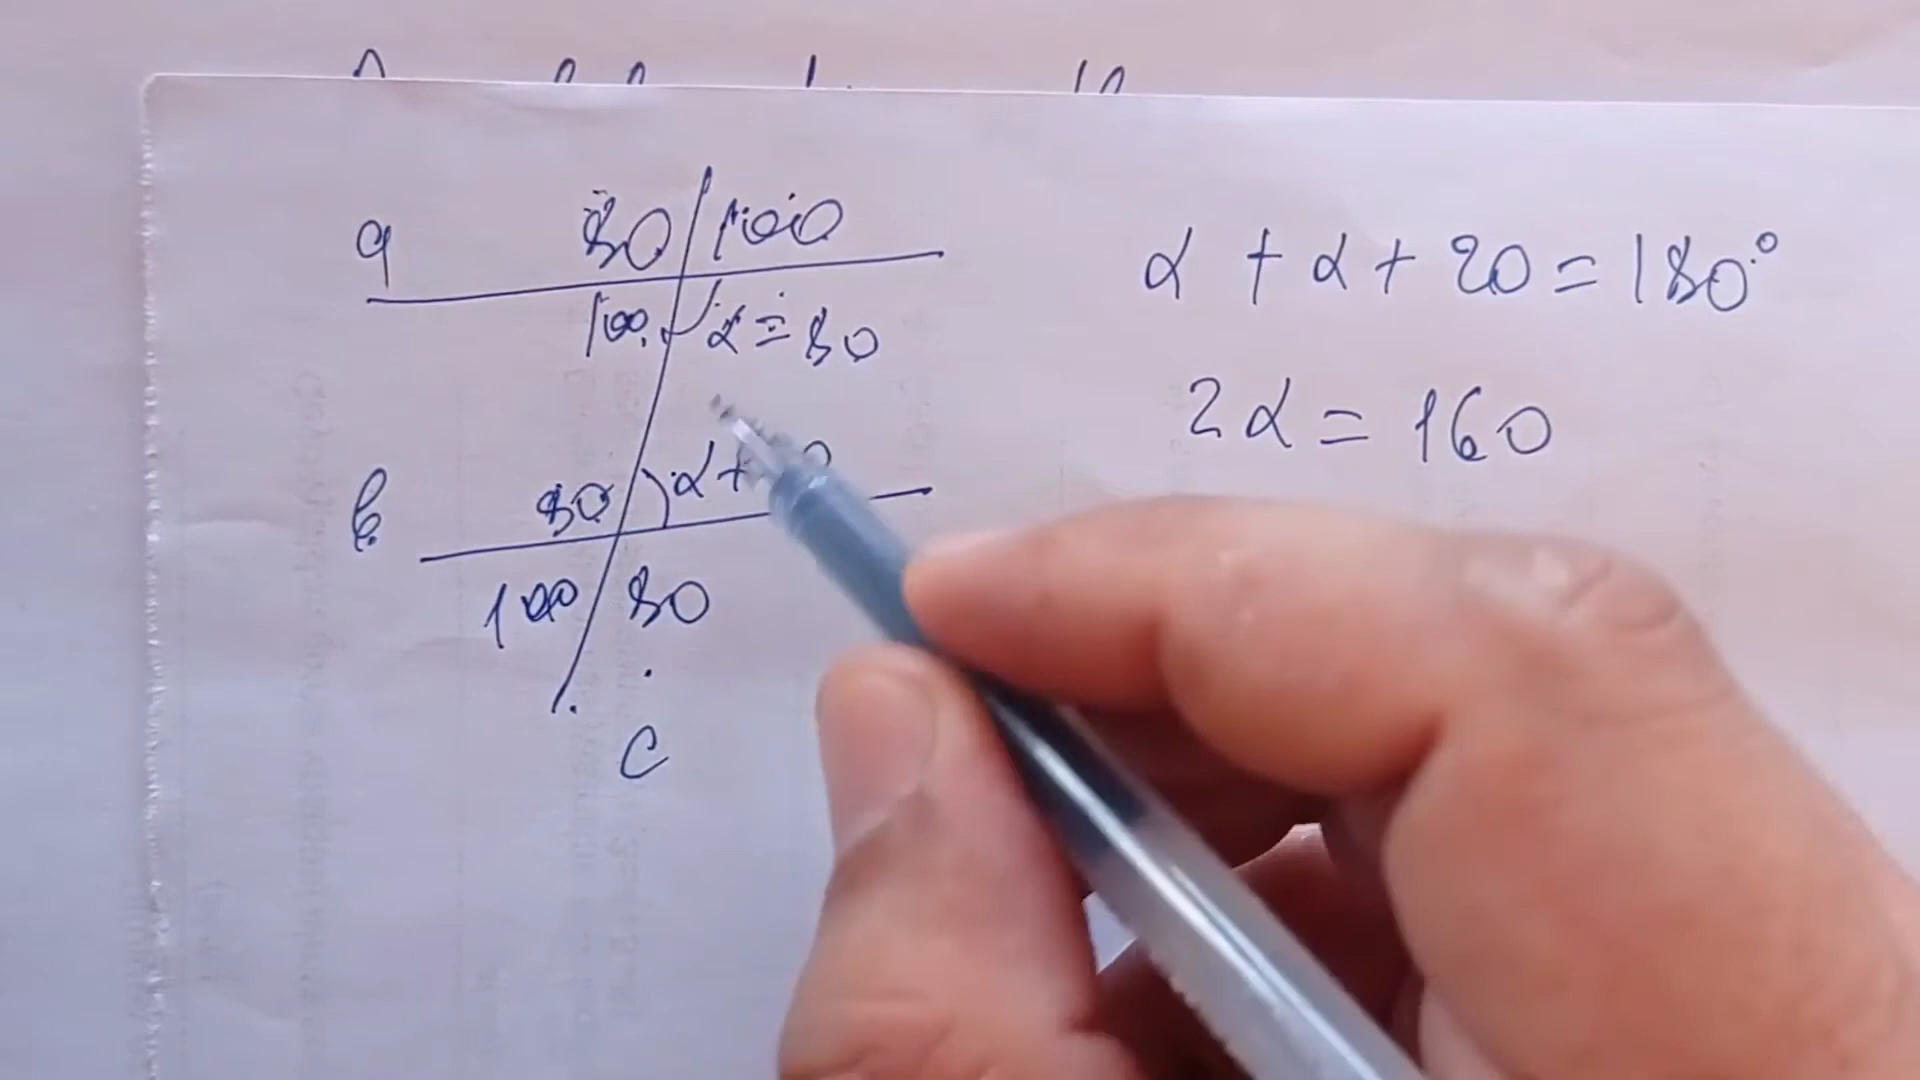 a 80 100
100 α = 80
b 80 α +
100 80
c
α + α + 20 = 180°
2α = 160